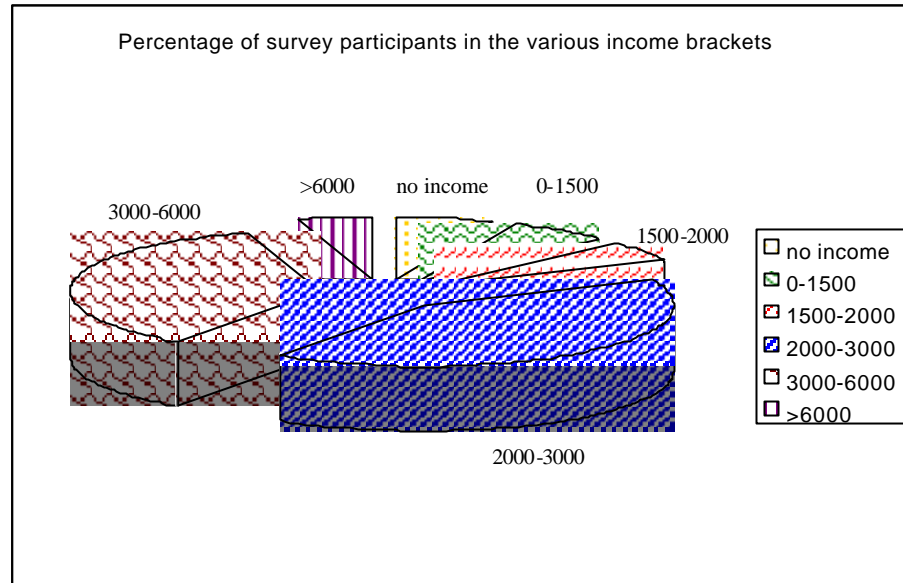 Percentage of survey participants in the various income brackets
>6000 no income 0-1500
3000-6000
1500-2000
no income
0-1500
1500-2000
2000-3000
3000-6000
>6000
2000-3000